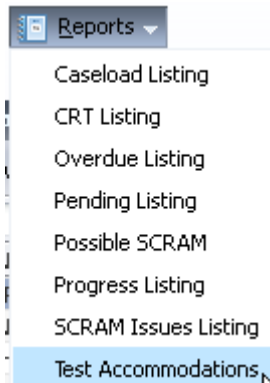 Reports
Caseload Listing
CRT Listing
Overdue Listing
Pending Listing
Possible SCRAM
Progress Listing
SCRAM Issues Listing
Test Accommodations